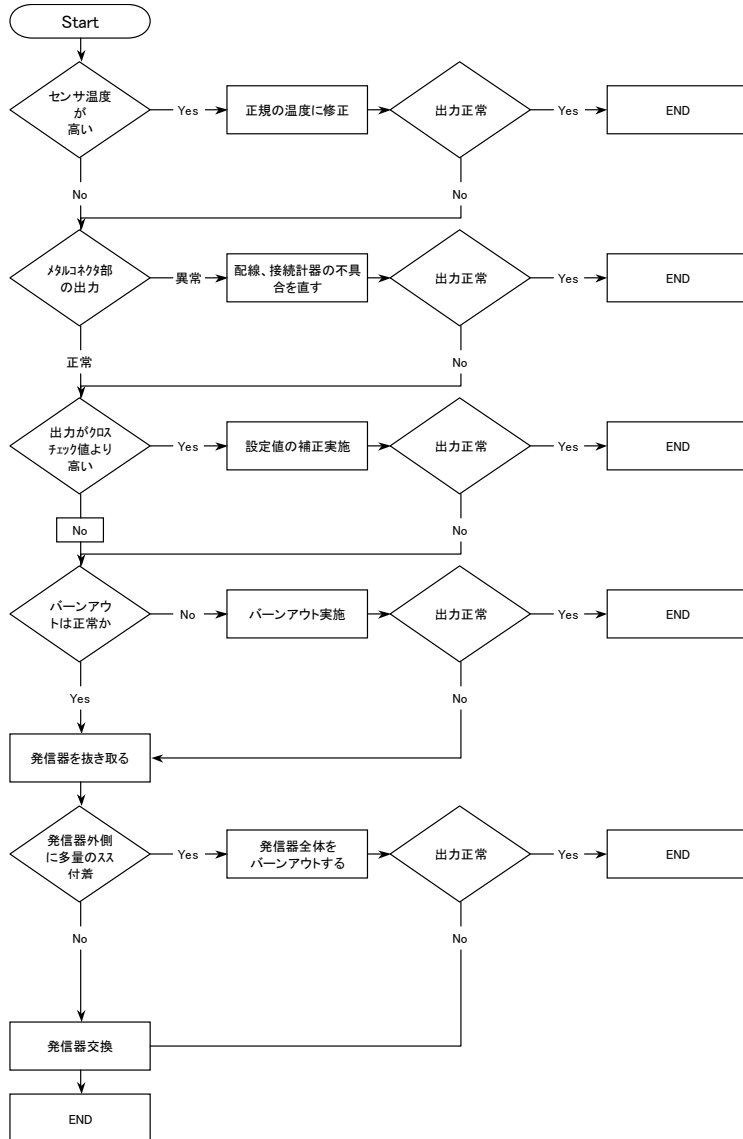 Start
センサ温度
が
高い
Yes
正規の温度に修正
出力正常
Yes
END
No
No
ﾒﾀﾙｺﾈｸﾀ部
の出力
異常
配線、接続計器の不具
合を直す
出力正常
Yes
END
正常
No
出力がｸﾛｽ
ﾁｪｯｸ値より
高い
Yes
設定値の補正実施
出力正常
Yes
END
No
No
バーンアウ
トは正常か
No
バーンアウト実施
出力正常
Yes
END
Yes
No
発信器を抜き取る
発信器外側
に多量のｽｽ
付着
Yes
発信器全体を
バーンアウトする
出力正常
Yes
END
No
No
発信器交換
END